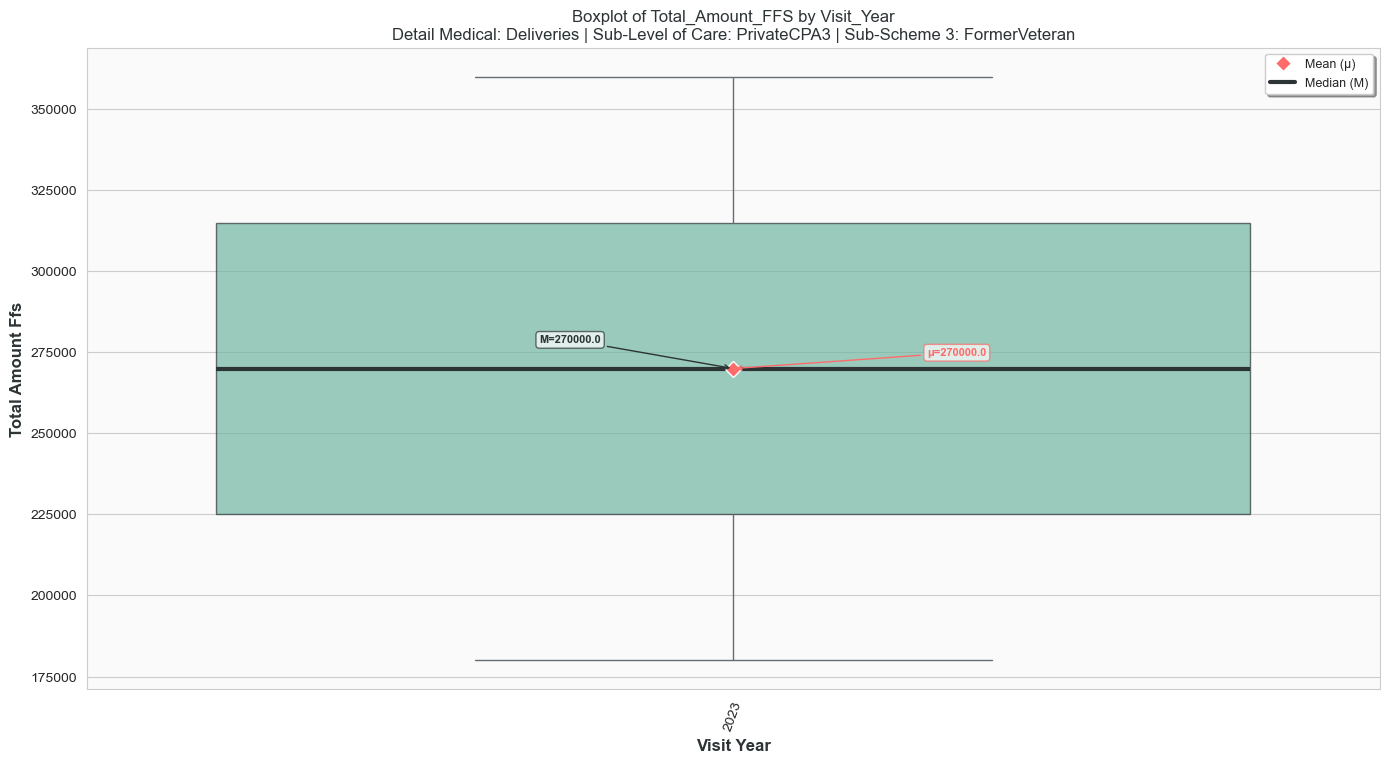 Boxplot of Total_Amount_FFS by Visit_Year
Detail Medical: Deliveries | Sub-Level of Care: PrivateCPA3 | Sub-Scheme 3: FormerVeteran
Mean (μ)
Median (M)
350000
325000
300000
275000
250000
225000
200000
175000
Total Amount Ffs
M=270000.0
μ=270000.0
2023
Visit Year